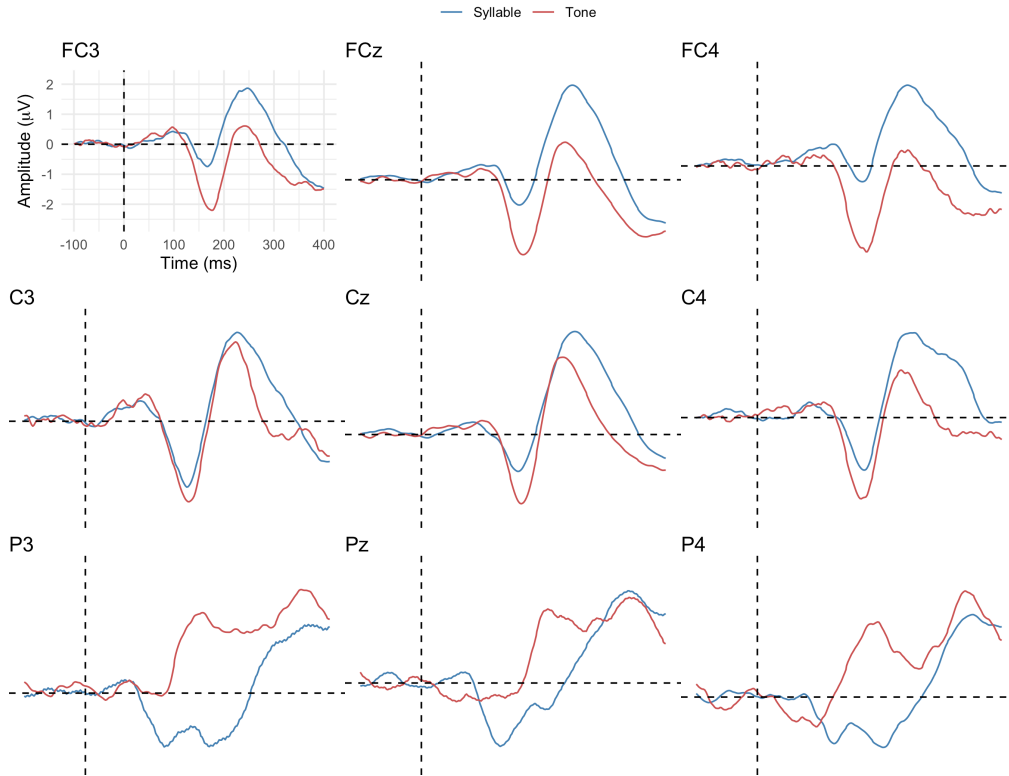 Syllable Tone
FC3
FCz
FC4
Amplitude (μV)
2
1
0
-1
-2
-100 0 100 200 300 400
Time (ms)
C3
Cz
C4
P3
Pz
P4